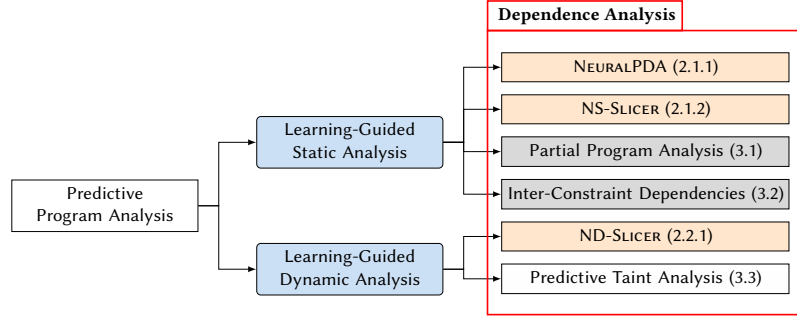 Dependence Analysis
NeuralPDA (2.1.1)
NS-Slicer (2.1.2)
Learning-Guided
Static Analysis
Partial Program Analysis (3.1)
Inter-Constraint Dependencies (3.2)
Predictive
Program Analysis
ND-Slicer (2.2.1)
Learning-Guided
Dynamic Analysis
Predictive Taint Analysis (3.3)